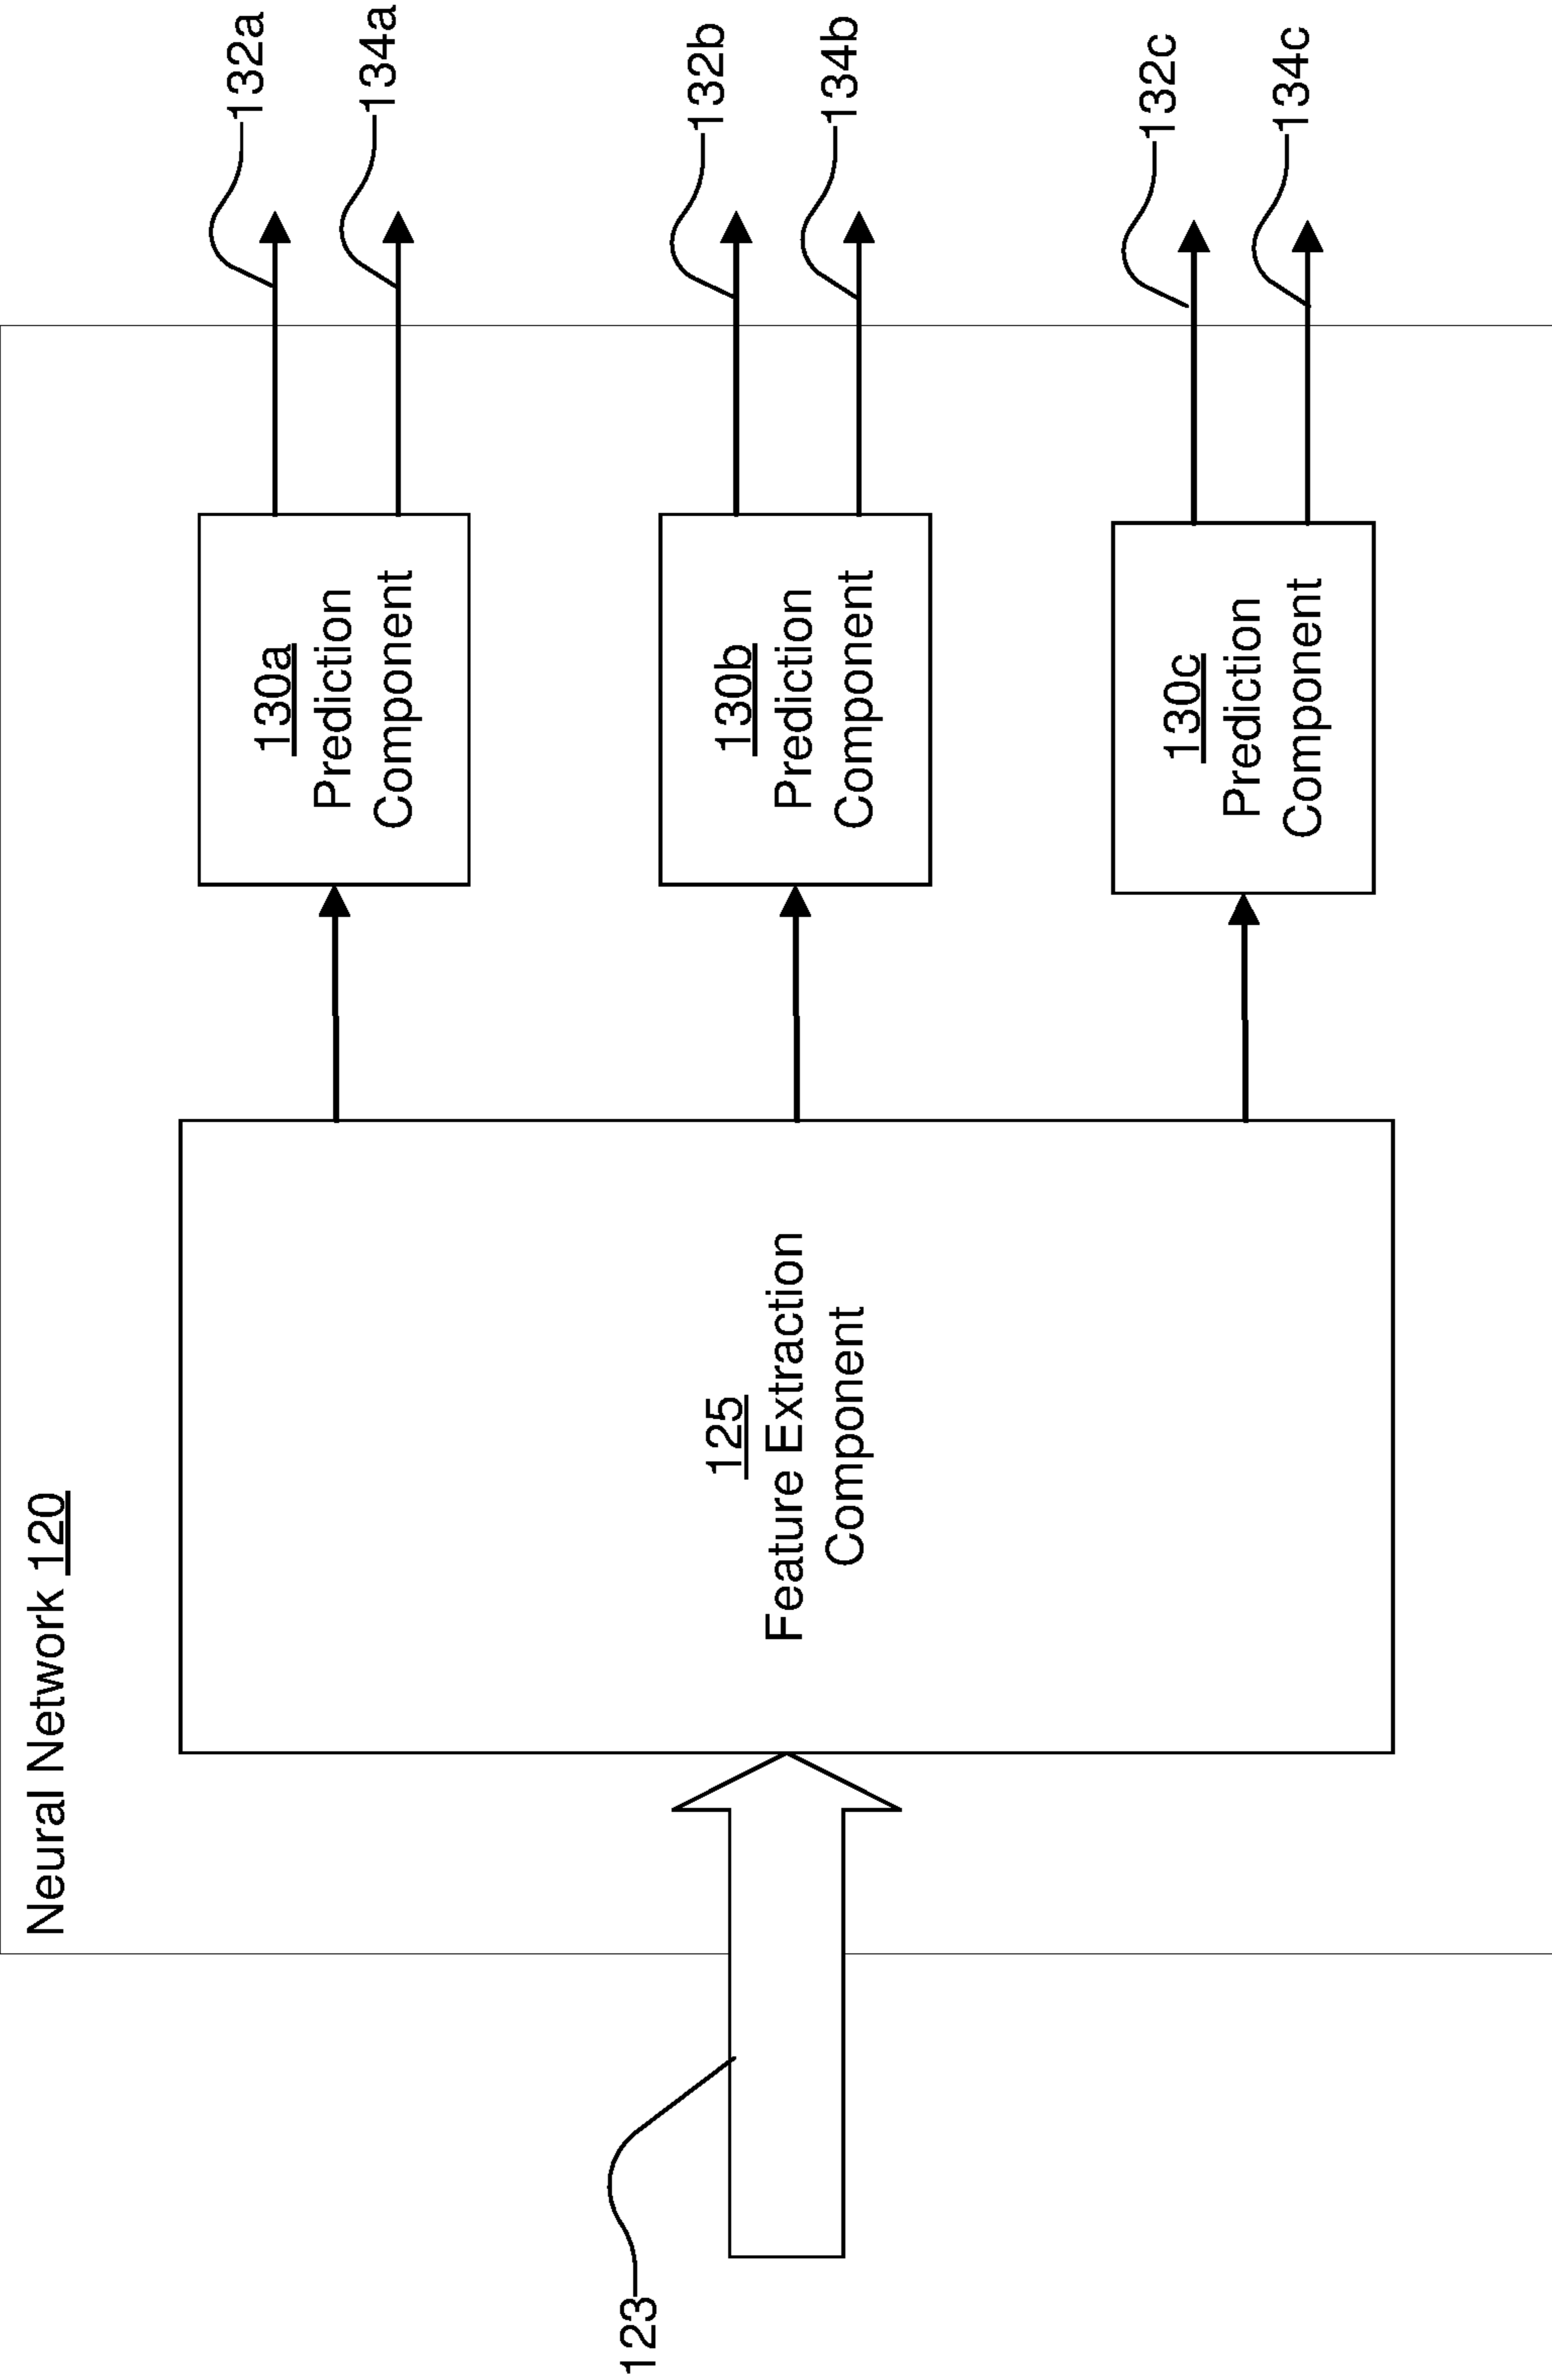 Neural Network 120
123
125
Feature Extraction
Component
130a
Prediction
Component
132a
134a
130b
Prediction
Component
132b
134b
130c
Prediction
Component
132c
134c